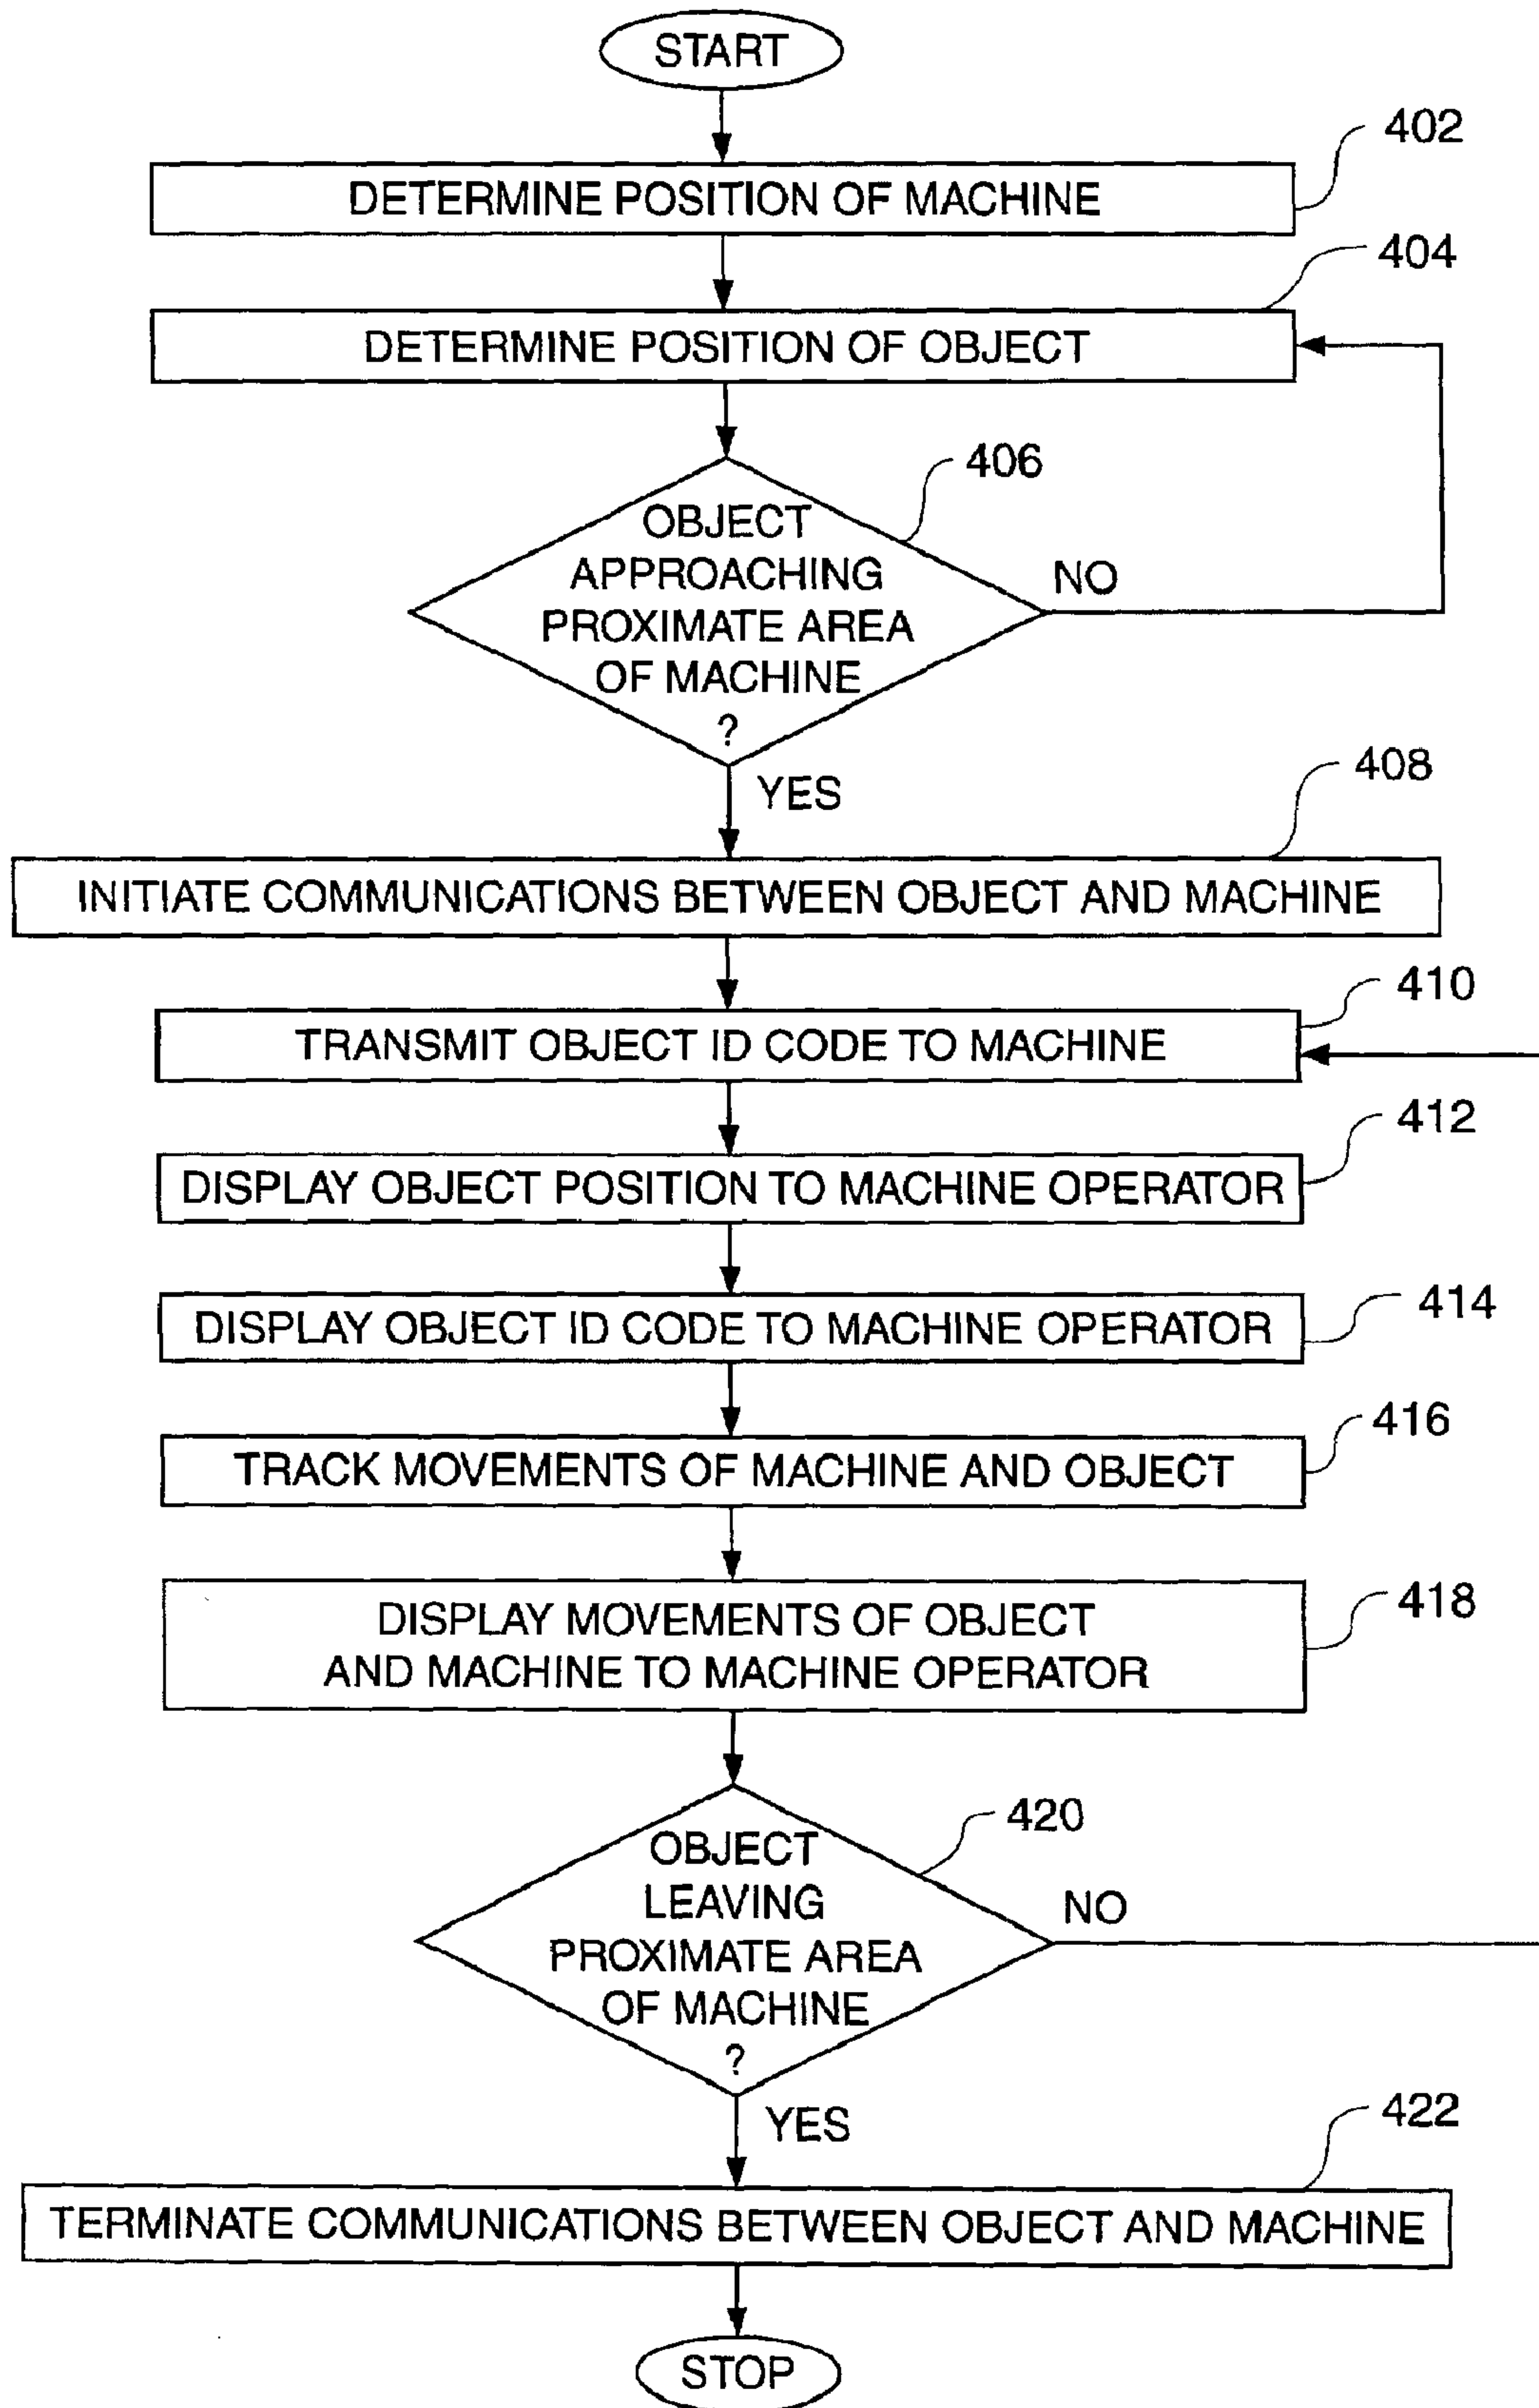 START
402
DETERMINE POSITION OF MACHINE
404
DETERMINE POSITION OF OBJECT
406
OBJECT
APPROACHING
PROXIMATE AREA
OF MACHINE
?
NO
YES
408
INITIATE COMMUNICATIONS BETWEEN OBJECT AND MACHINE
410
TRANSMIT OBJECT ID CODE TO MACHINE
412
DISPLAY OBJECT POSITION TO MACHINE OPERATOR
414
DISPLAY OBJECT ID CODE TO MACHINE OPERATOR
416
TRACK MOVEMENTS OF MACHINE AND OBJECT
418
DISPLAY MOVEMENTS OF OBJECT
AND MACHINE TO MACHINE OPERATOR
420
OBJECT
LEAVING
PROXIMATE AREA
OF MACHINE
?
NO
YES
422
TERMINATE COMMUNICATIONS BETWEEN OBJECT AND MACHINE
STOP